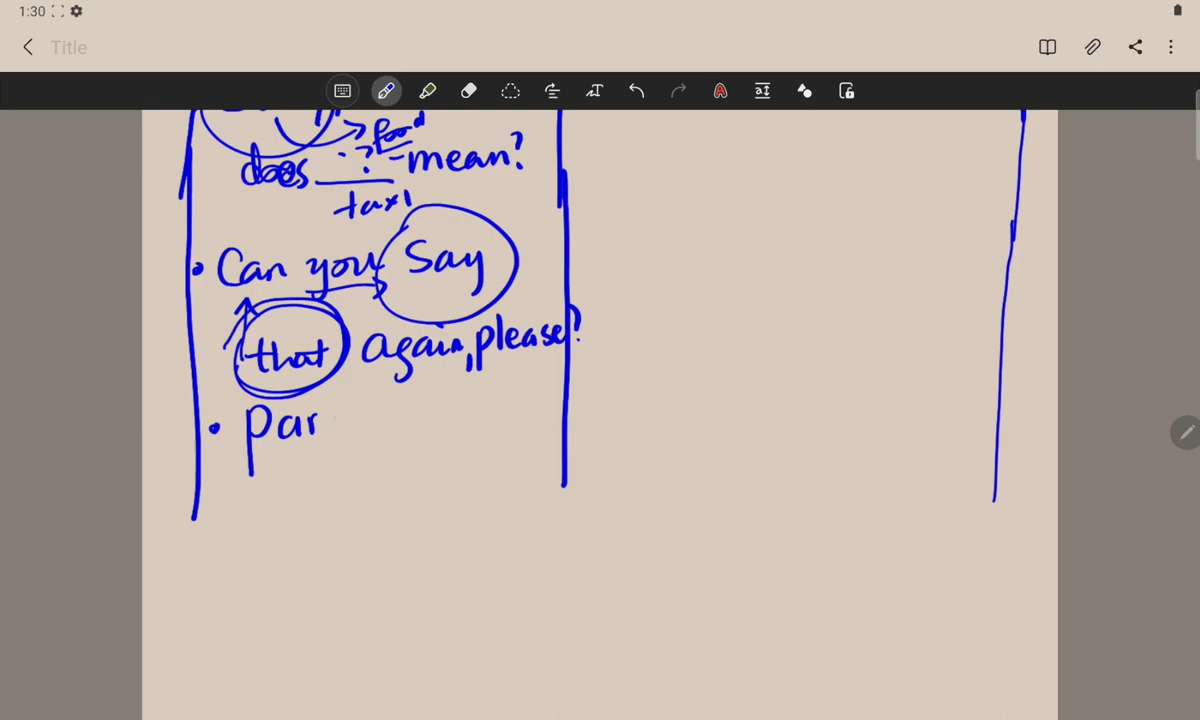 1:30
Title
food
does ? mean?
taxi
• Can you Say
that again, please?
• Par